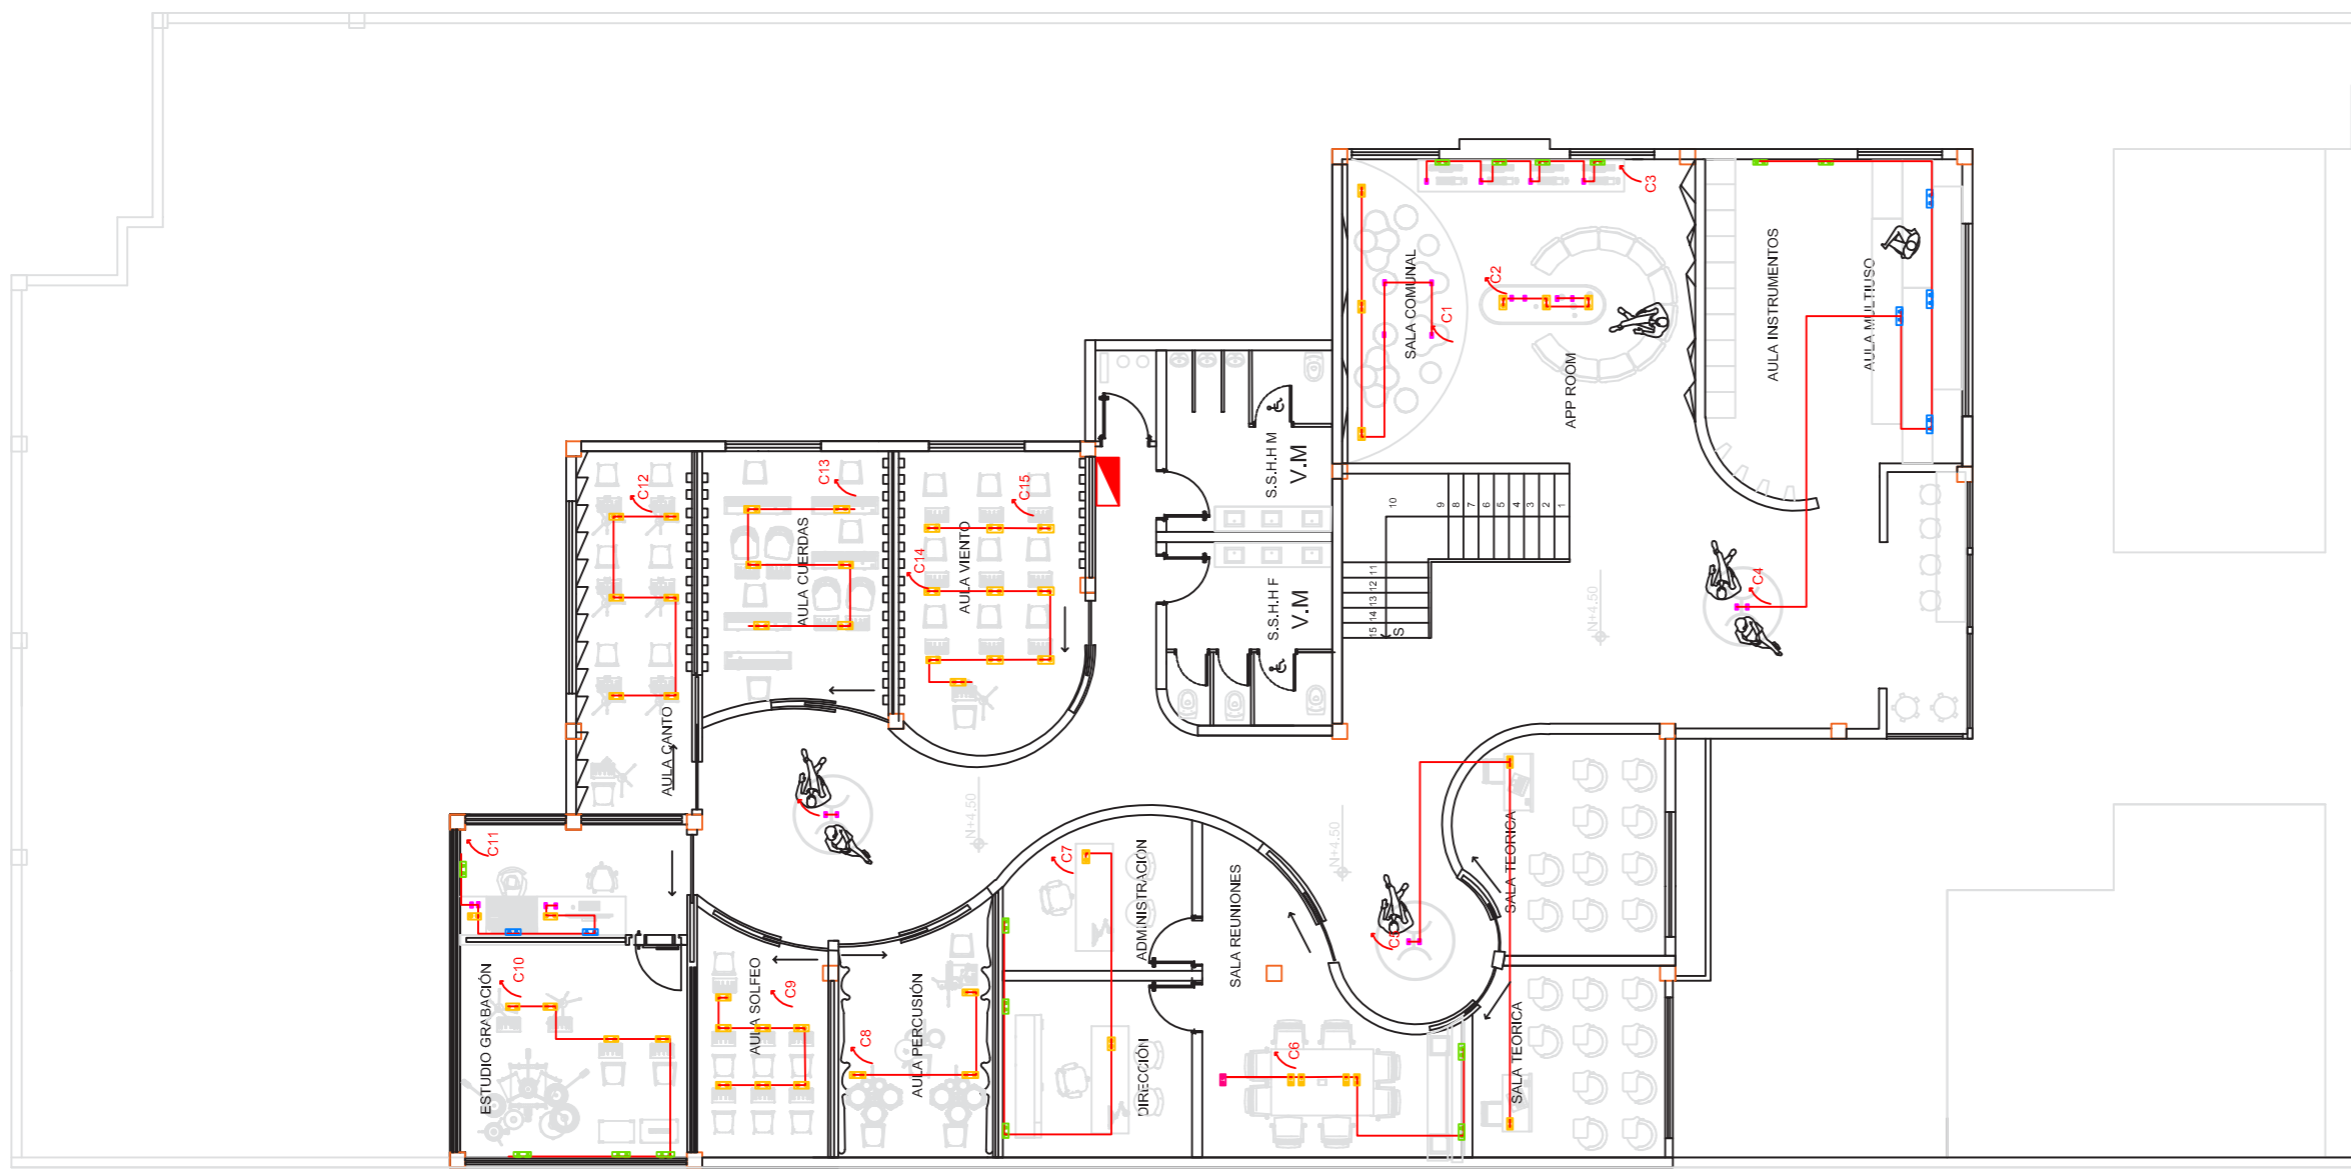 C3
SALA COMUNAL
C2
C1
APP ROOM
AULA INSTRUMENTOS
AULA MULTIUSO
S.S.H.H M
V.M
S.S.H.H F
V.M
10
9
8
7
6
5
4
3
2
1
11
12
13
14
15
S
N+4.50
C4
C12
C13
C15
C14
AULA CUERDAS
AULA VIENTO
AULA CANTO
N+4.50
N+4.50
C11
C7
ADMINISTRACIÓN
SALA REUNIONES
SALA TEORICA
C5
ESTUDIO GRABACIÓN
C10
AULA SOLFEO
C9
C8
AULA PERCUSIÓN
DIRECCIÓN
C6
SALA TEORICA